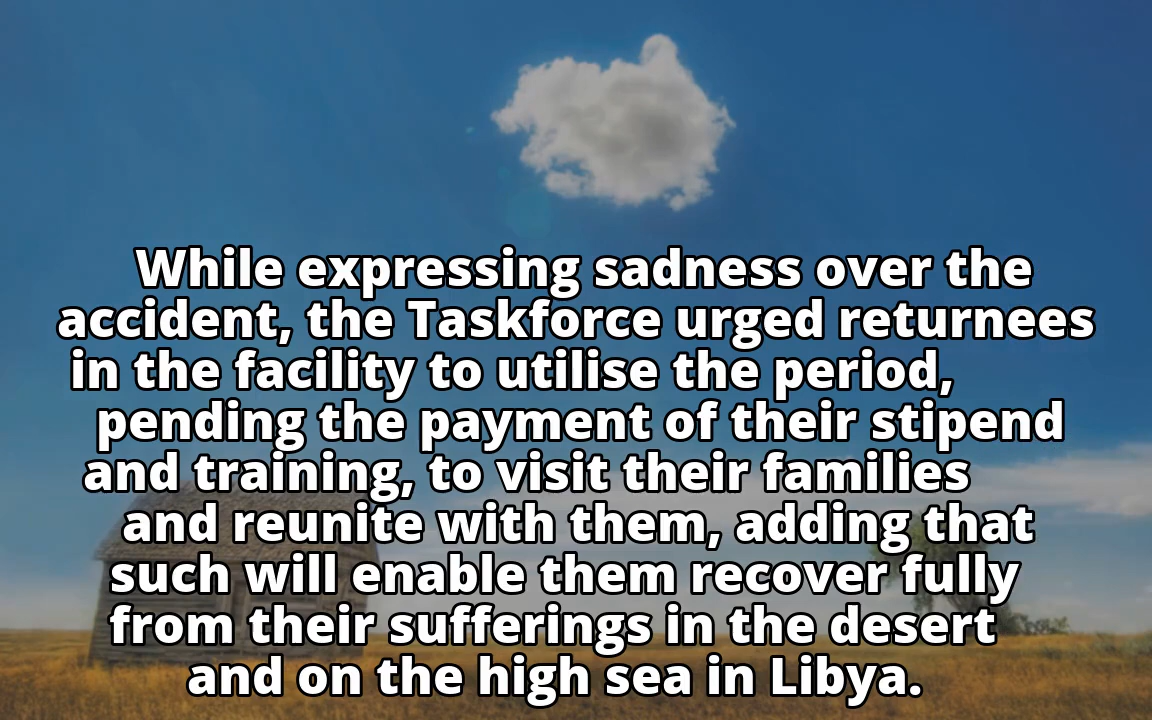 While expressing sadness over the
accident, the Taskforce urged returnees
in the facility to utilise the period,
pending the payment of their stipend
and training, to visit their families
and reunite with them, adding that
such will enable them recover fully
from their sufferings in the desert
and on the high sea in Libya.